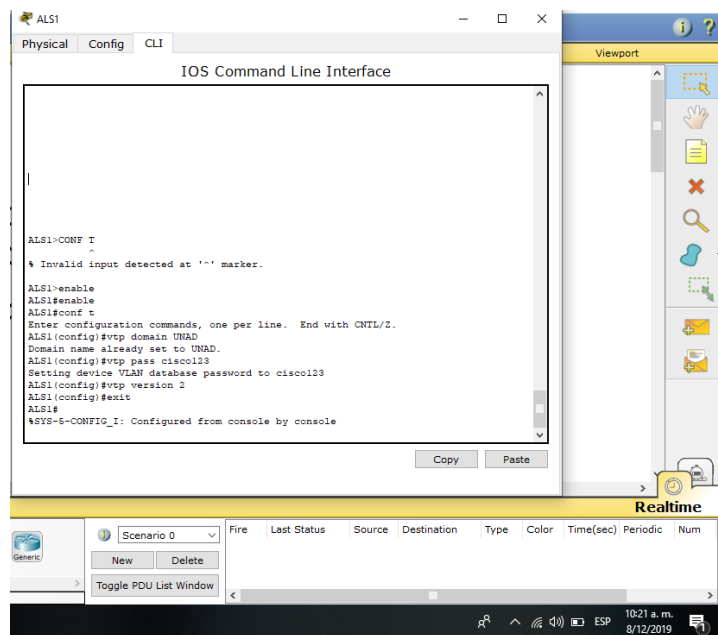 ALS1
Physical Config CLI
Viewport
IOS Command Line Interface
ALS1>CONF T
^
% Invalid input detected at '^' marker.
ALS1>enable
ALS1#enable
ALS1#conf t
Enter configuration commands, one per line. End with CNTL/Z.
ALS1(config)#vtp domain UNAD
Domain name already set to UNAD.
ALS1(config)#vtp pass cisco123
Setting device VLAN database password to cisco123
ALS1(config)#vtp version 2
ALS1(config)#exit
ALS1#
%SYS-5-CONFIG_I: Configured from console by console
Copy Paste
Realtime
Generic
Scenario 0
New Delete
Toggle PDU List Window
Fire Last Status Source Destination Type Color Time(sec) Periodic Num
ESP
10:21 a. m.
8/12/2019
1